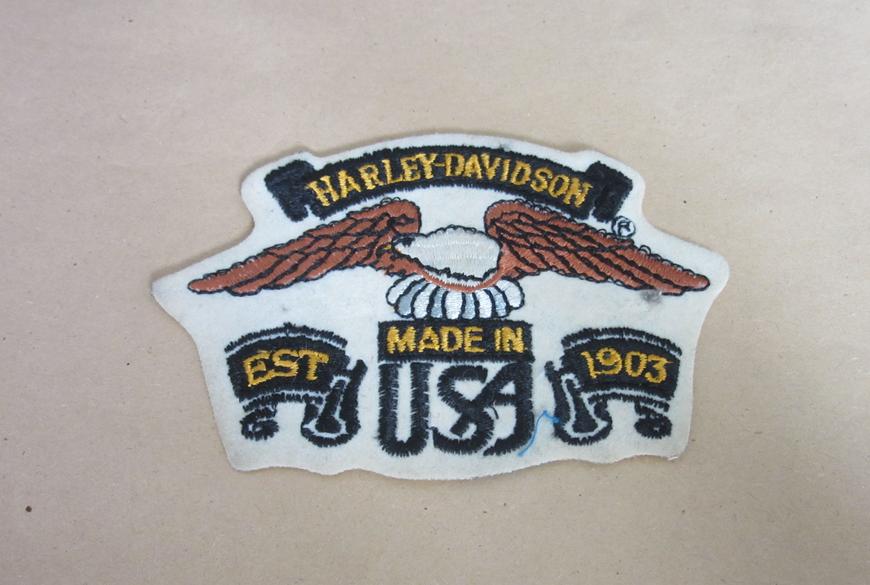 HARLEY-DAVIDSON
®
MADE IN
USA
EST
1903